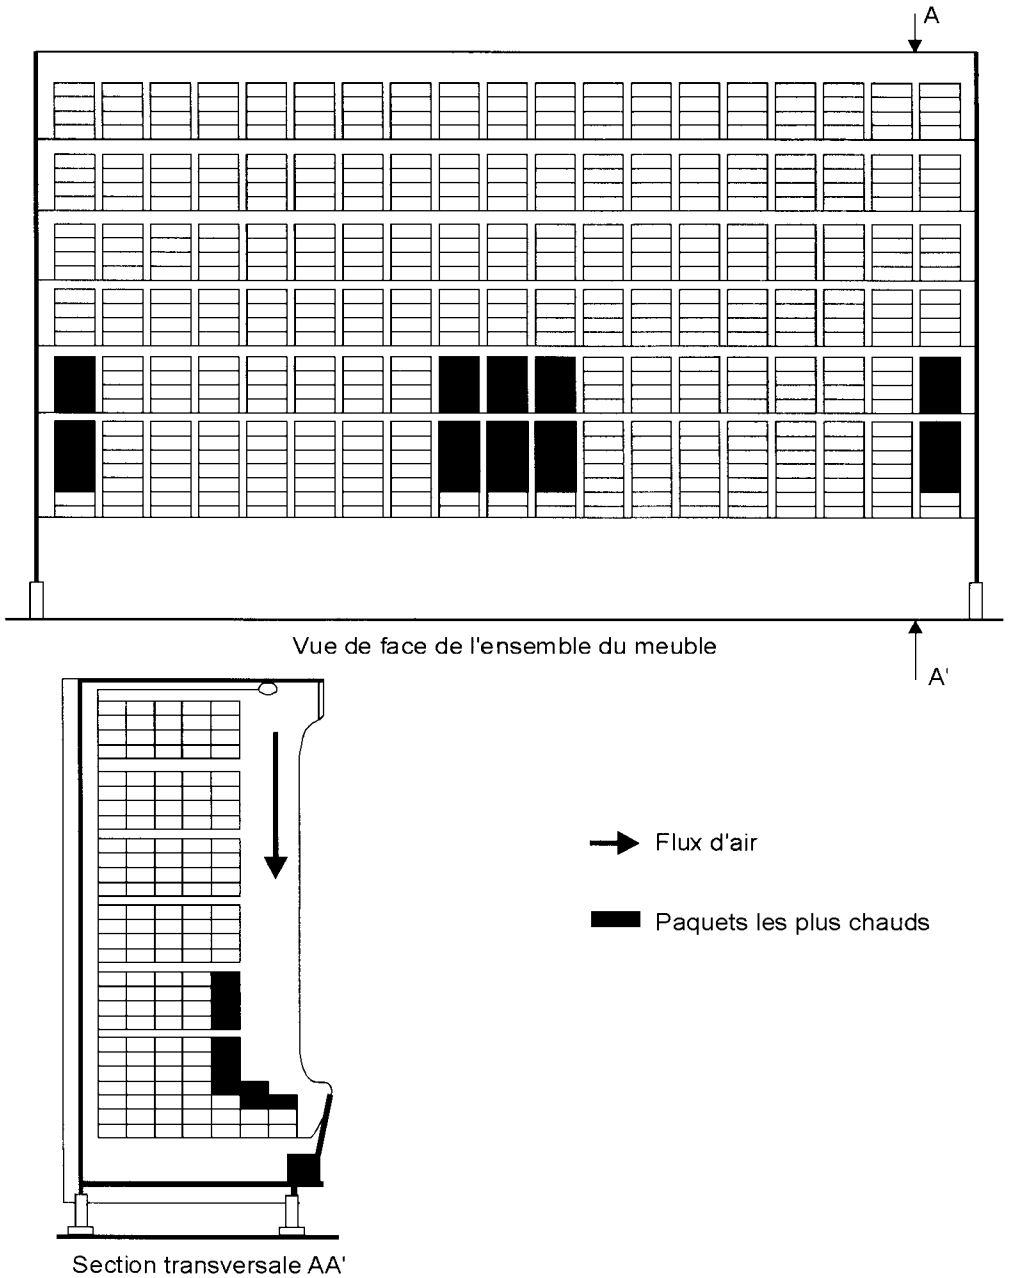 A
Vue de face de l'ensemble du meuble
A'
Flux d'air
Paquets les plus chauds
Section transversale AA'